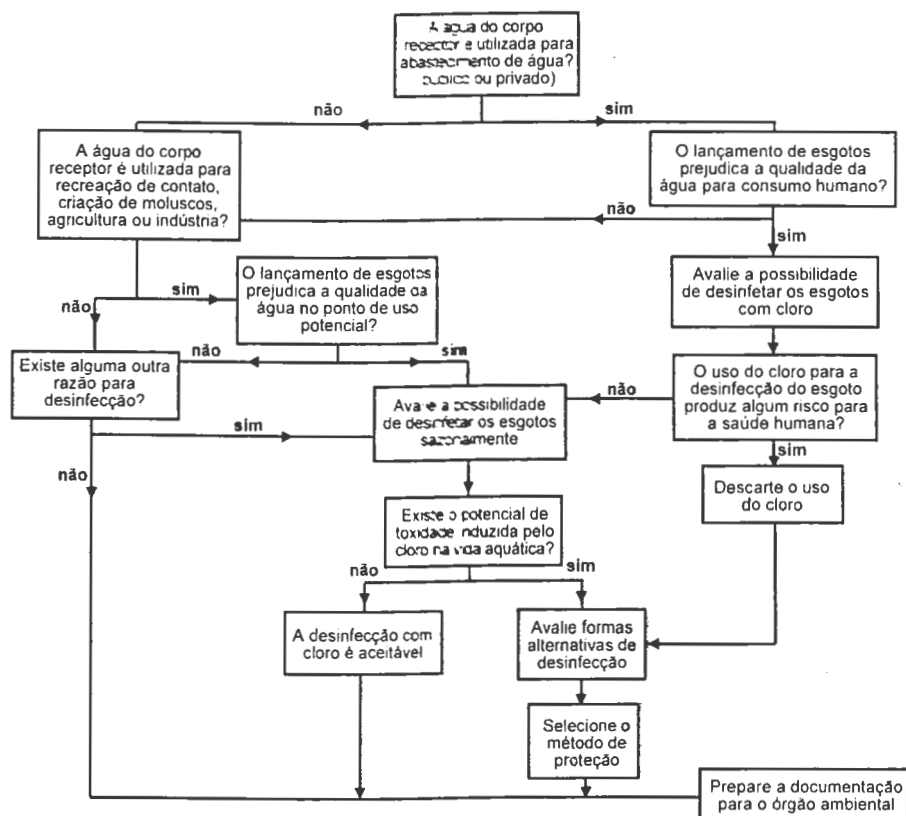 A agua do corpo
receptor e utilizada para
abastecimento de água?
ou privado)
não
sim
A água do corpo
receptor é utilizada para
recreação de contato,
criação de moluscos,
agricultura ou indústria?
O lançamento de esgotos
prejudica a qualidade da
água para consumo humano?
não
sim
O lançamento de esgotos
prejudica a qualidade da
água no ponto de uso
potencial?
sim
não
Avalie a possibilidade
de desinfetar os esgotos
com cloro
Existe alguma outra
razão para
desinfecção?
não
sim
O uso do cloro para a
desinfecção do esgoto
produz algum risco para
a saúde humana?
não
sim
Avalie a possibilidade
de desinfetar os esgotos
sazonalmente
sim
não
Descarte o uso
do cloro
Existe o potencial de
toxidade induzida pelo
cloro na vida aquática?
não
sim
A desinfecção com
cloro é aceitável
Avalie formas
alternativas de
desinfecção
Selecione o
método de
proteção
Prepare a documentação
para o órgão ambiental